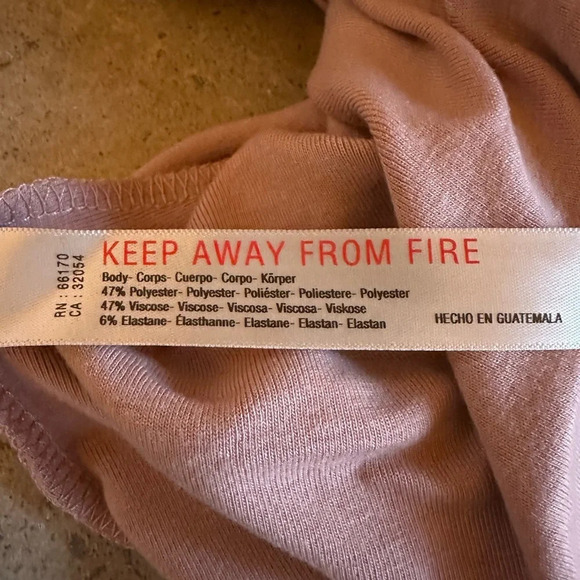 RN : 66170
CA : 32054
KEEP AWAY FROM FIRE
Body- Corps- Cuerpo- Corpo- Körper
47% Polyester- Polyester- Poliéster- Poliestere- Polyester
47% Viscose- Viscose- Viscosa- Viscosa- Viskose
6% Elastane- Élasthanne- Elastane- Elastan- Elastan
HECHO EN GUATEMALA